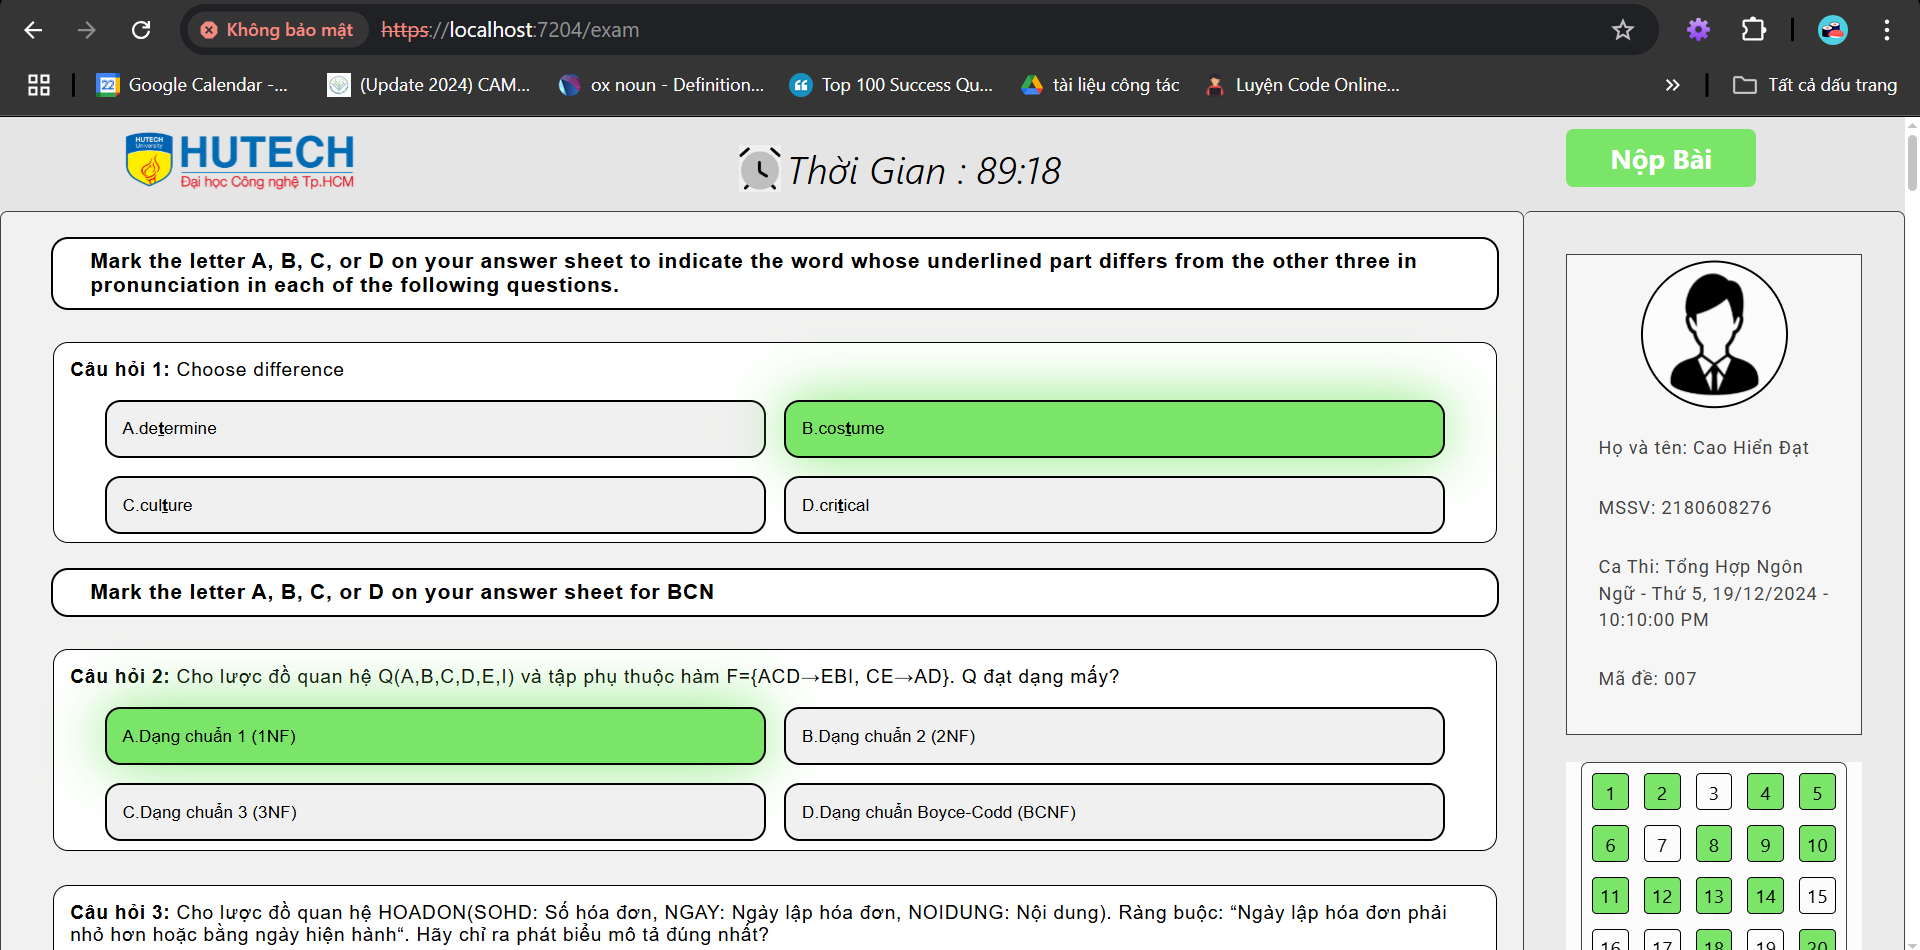 Không bảo mật https://localhost:7204/exam
Google Calendar -...
(Update 2024) CAM...
ox noun - Definition...
Top 100 Success Qu...
tài liệu công tác
Luyện Code Online...
Tất cả dấu trang
HUTECH University
HUTECH
Đại học Công nghệ Tp.HCM
Thời Gian : 89:18
Nộp Bài
Mark the letter A, B, C, or D on your answer sheet to indicate the word whose underlined part differs from the other three in
pronunciation in each of the following questions.
Câu hỏi 1: Choose difference
A.determine
B.costume
C.culture
D.critical
Mark the letter A, B, C, or D on your answer sheet for BCN
Câu hỏi 2: Cho lược đồ quan hệ Q(A,B,C,D,E,I) và tập phụ thuộc hàm F={ACD→EBI, CE→AD}. Q đạt dạng mấy?
A.Dạng chuẩn 1 (1NF)
B.Dạng chuẩn 2 (2NF)
C.Dạng chuẩn 3 (3NF)
D.Dạng chuẩn Boyce-Codd (BCNF)
Câu hỏi 3: Cho lược đồ quan hệ HOADON(SOHD: Số hóa đơn, NGAY: Ngày lập hóa đơn, NOIDUNG: Nội dung). Ràng buộc: “Ngày lập hóa đơn phải
nhỏ hơn hoặc bằng ngày hiện hành“. Hãy chỉ ra phát biểu mô tả đúng nhất?
Họ và tên: Cao Hiển Đạt
MSSV: 2180608276
Ca Thi: Tổng Hợp Ngôn
Ngữ - Thứ 5, 19/12/2024 -
10:10:00 PM
Mã đề: 007
1 2 3 4 5
6 7 8 9 10
11 12 13 14 15
16 17 18 19 20